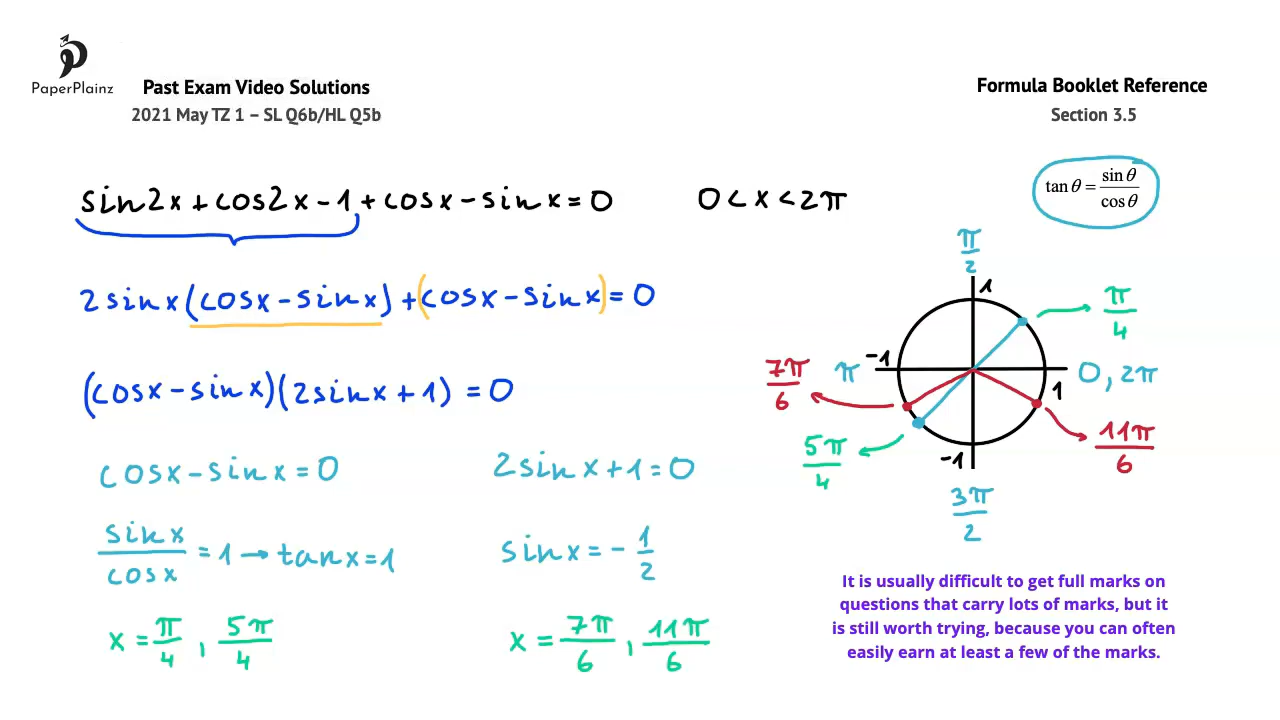 PaperPlainz
Past Exam Video Solutions
2021 May TZ 1 – SL Q6b/HL Q5b
Formula Booklet Reference
Section 3.5
tan θ = sin θ / cos θ
sin2x + cos2x - 1 + cosx - sinx = 0
0 < x < 2π
2sinx(cosx - sinx) + (cosx - sinx) = 0
(cosx - sinx)(2sinx + 1) = 0
cosx - sinx = 0
2sinx + 1 = 0
sinx / cosx = 1 → tanx = 1
sinx = - 1/2
x = π/4 , 5π/4
x = 7π/6 , 11π/6
π/2
1
π/4
7π/6
π
-1
0, 2π
1
5π/4
11π/6
-1
3π/2
It is usually difficult to get full marks on
questions that carry lots of marks, but it
is still worth trying, because you can often
easily earn at least a few of the marks.